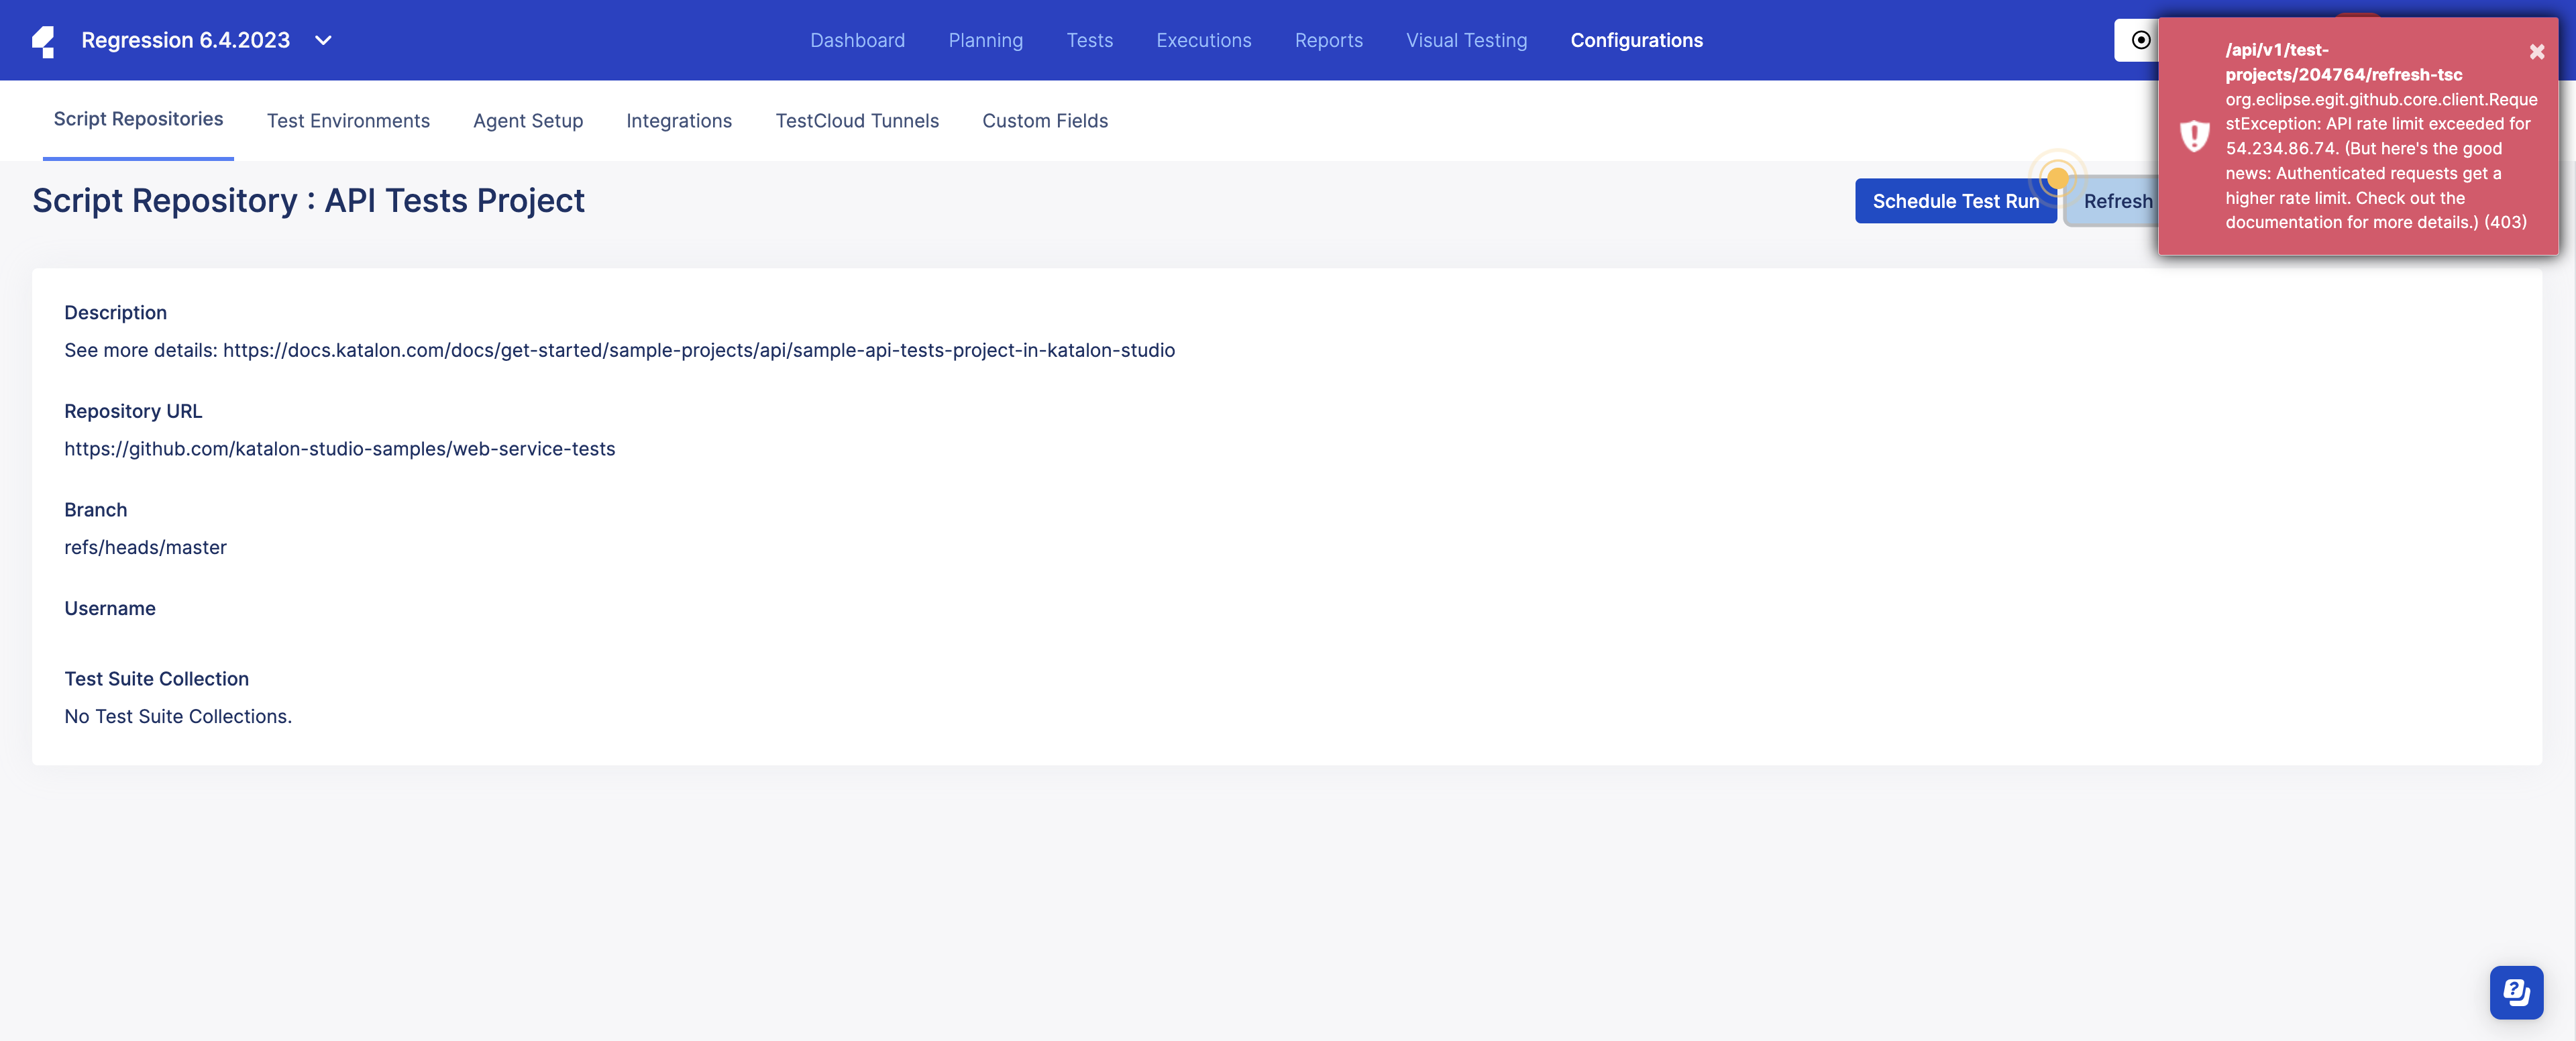 Regression 6.4.2023
Dashboard
Planning
Tests
Executions
Reports
Visual Testing
Configurations
/api/v1/test-
projects/204764/refresh-tsc
org.eclipse.egit.github.core.client.Reque
stException: API rate limit exceeded for
54.234.86.74. (But here's the good
news: Authenticated requests get a
higher rate limit. Check out the
documentation for more details.) (403)
Script Repositories
Test Environments
Agent Setup
Integrations
TestCloud Tunnels
Custom Fields
Script Repository : API Tests Project
Schedule Test Run
Refresh
Description
See more details: https://docs.katalon.com/docs/get-started/sample-projects/api/sample-api-tests-project-in-katalon-studio
Repository URL
https://github.com/katalon-studio-samples/web-service-tests
Branch
refs/heads/master
Username
Test Suite Collection
No Test Suite Collections.